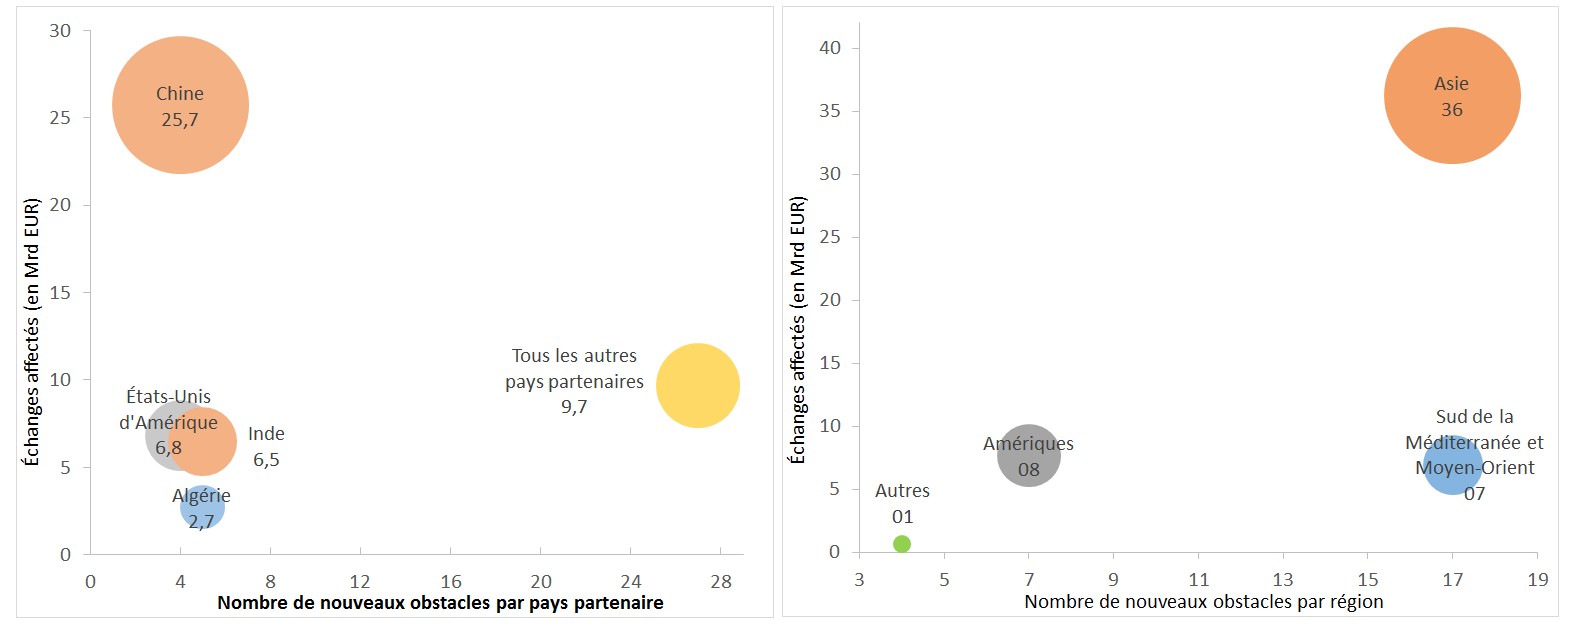 30
25
20
15
10
5
0
Échanges affectés (en Mrd EUR)
Chine
25,7
Tous les autres
pays partenaires
9,7
États-Unis
d'Amérique
6,8
Inde
6,5
Algérie
2,7
0 4 8 12 16 20 24 28
Nombre de nouveaux obstacles par pays partenaire
40
35
30
25
20
15
10
5
0
Échanges affectés (en Mrd EUR)
Asie
36
Amériques
08
Sud de la
Méditerranée et
Moyen-Orient
07
Autres
01
3 5 7 9 11 13 15 17 19
Nombre de nouveaux obstacles par région